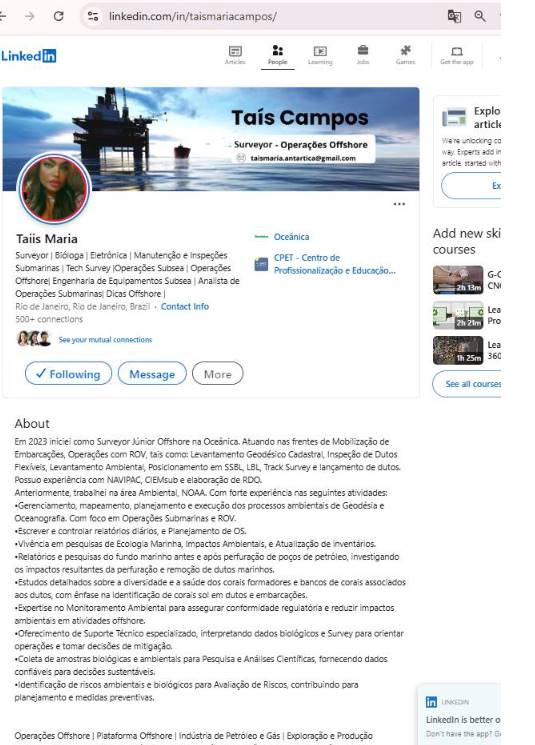 linkedin.com/in/taismariacampos/
Linked in
Articles
People
Learning
Jobs
Games
Get the app
Taís Campos
Surveyor - Operações Offshore
taismaria.antartica@gmail.com
Taiis Maria
Surveyor | Bióloga | Eletrônica | Manutenção e Inspeções
Submarinas | Tech Survey |Operações Subsea | Operações
Offshore| Engenharia de Equipamentos Subsea | Analista de
Operações Submarinas| Dicas Offshore |
Rio de Janeiro, Rio de Janeiro, Brazil · Contact Info
500+ connections
See your mutual connections
Following
Message
More
Oceânica
CPET - Centro de
Profissionalização e Educação...
Explo
article
We're unlocking co
way. Experts add in
article, started with
Ex
Add new ski
courses
2h 13m
G-C
CNC
2h 21m
Lea
Pro
1h 25m
Lea
360
See all courses
About
Em 2023 iniciei como Surveyor Júnior Offshore na Oceânica. Atuando nas frentes de Mobilização de
Embarcações, Operações com ROV, tais como: Levantamento Geodésico Cadastral, Inspeção de Dutos
Flexíveis, Levantamento Ambiental, Posicionamento em SSBL, LBL, Track Survey e lançamento de dutos.
Possuo experiência com NAVIPAC, CIEMsub e elaboração de RDO.
Anteriormente, trabalhei na área Ambiental, NOAA. Com forte experiência nas seguintes atividades:
•Gerenciamento, mapeamento, planejamento e execução dos processos ambientais de Geodésia e
Oceanografia. Com foco em Operações Submarinas e ROV.
•Escrever e controlar relatórios diários, e Planejamento de OS.
•Vivência em pesquisas de Ecologia Marinha, Impactos Ambientais, e Atualização de inventários.
•Relatórios e pesquisas do fundo marinho antes e após perfuração de poços de petróleo, investigando
os impactos resultantes da perfuração e remoção de dutos marinhos.
•Estudos detalhados sobre a diversidade e a saúde dos corais formadores e bancos de corais associados
aos dutos, com ênfase na identificação de corais sol em dutos e embarcações.
•Expertise no Monitoramento Ambiental para assegurar conformidade regulatória e reduzir impactos
ambientais em atividades offshore.
•Oferecimento de Suporte Técnico especializado, interpretando dados biológicos e Survey para orientar
operações e tomar decisões de mitigação.
•Coleta de amostras biológicas e ambientais para Pesquisa e Análises Científicas, fornecendo dados
confiáveis para decisões sustentáveis.
•Identificação de riscos ambientais e biológicos para Avaliação de Riscos, contribuindo para
planejamento e medidas preventivas.
Operações Offshore | Plataforma Offshore | Indústria de Petróleo e Gás | Exploração e Produção
LINKEDIN
LinkedIn is better o
Don't have the app? Ge